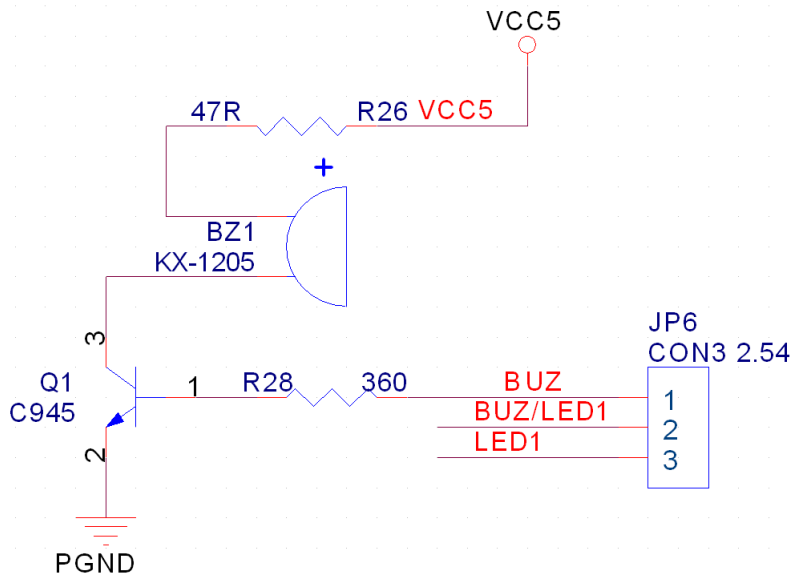 VCC5
47R R26 VCC5
+
BZ1
KX-1205
JP6
CON3 2.54
3
Q1
C945
1
R28 360 BUZ 1
BUZ/LED1 2
LED1 3
2
PGND